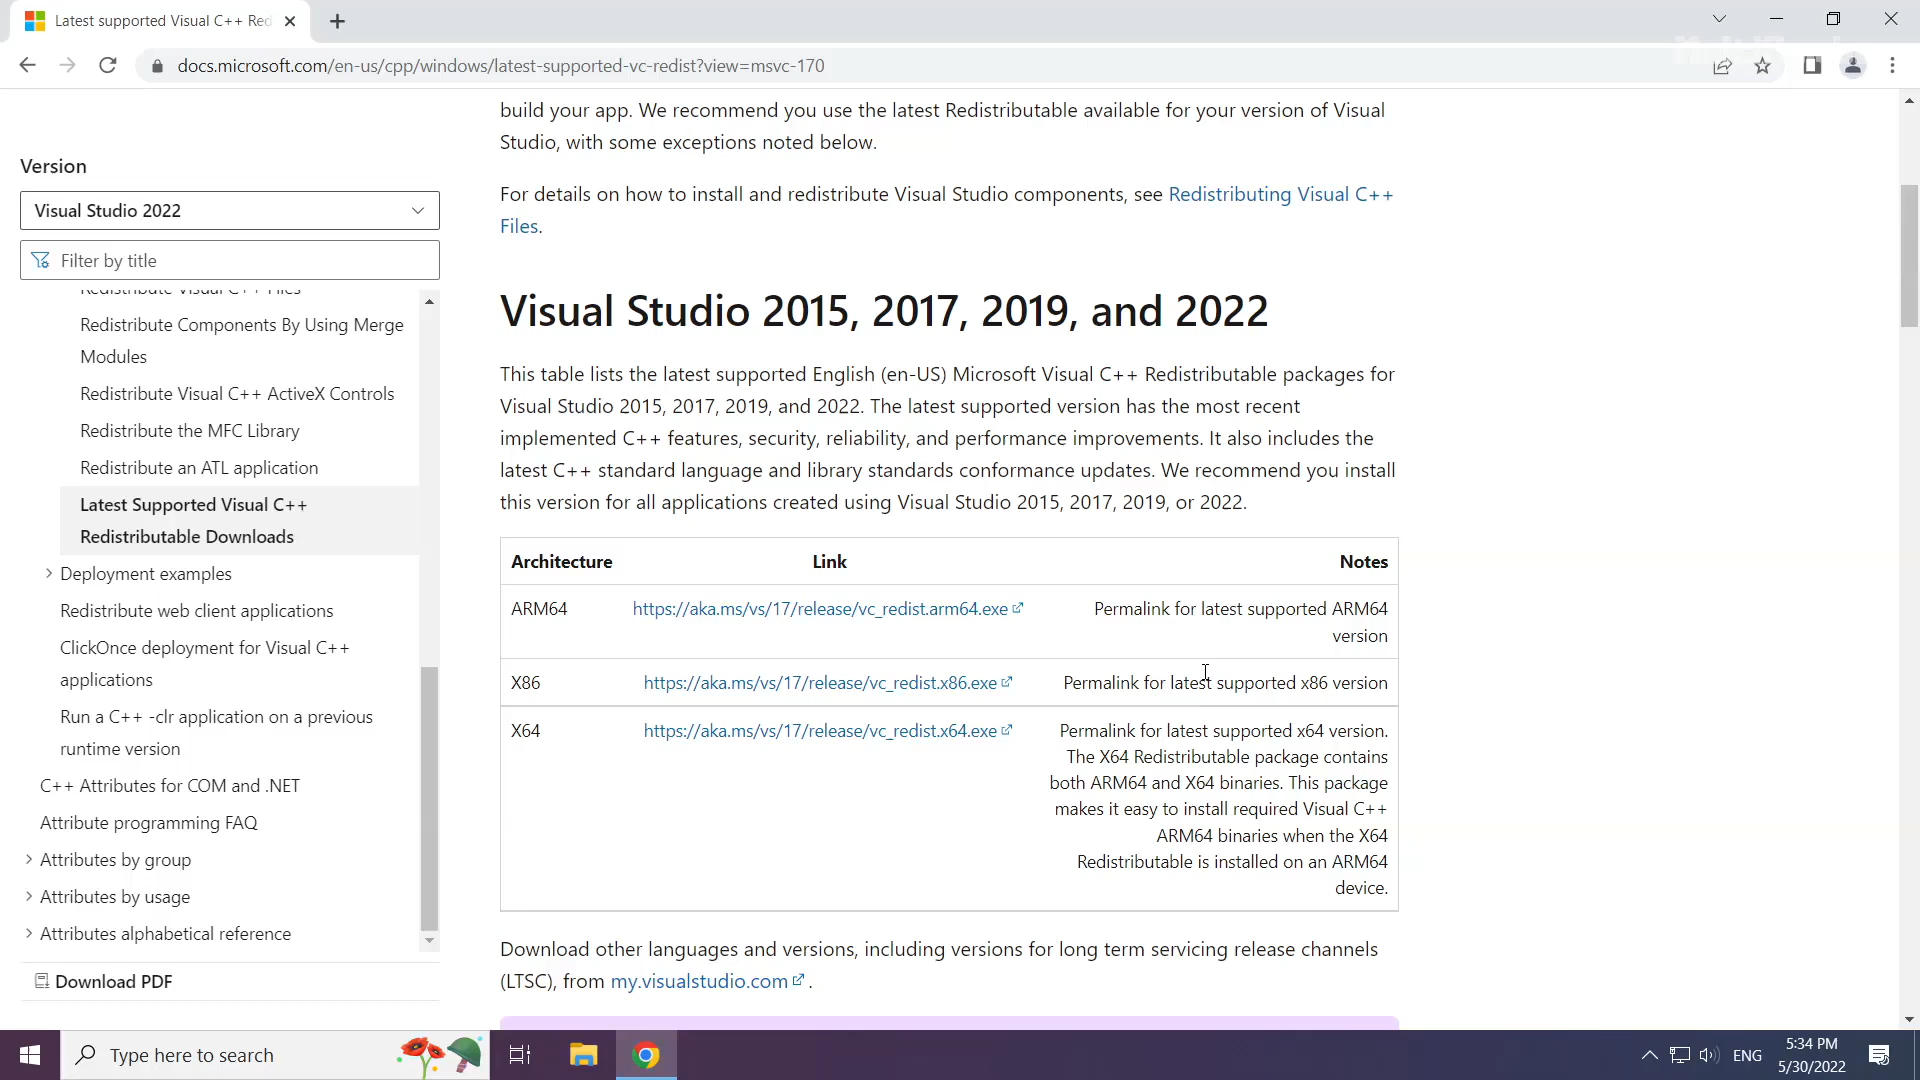 Latest supported Visual C++ Red
docs.microsoft.com/en-us/cpp/windows/latest-supported-vc-redist?view=msvc-170
Version
Visual Studio 2022
Filter by title
Redistribute Visual C++ Files
Redistribute Components By Using Merge
Modules
Redistribute Visual C++ ActiveX Controls
Redistribute the MFC Library
Redistribute an ATL application
Latest Supported Visual C++
Redistributable Downloads
Deployment examples
Redistribute web client applications
ClickOnce deployment for Visual C++
applications
Run a C++ -clr application on a previous
runtime version
C++ Attributes for COM and .NET
Attribute programming FAQ
Attributes by group
Attributes by usage
Attributes alphabetical reference
Download PDF
build your app. We recommend you use the latest Redistributable available for your version of Visual
Studio, with some exceptions noted below.
For details on how to install and redistribute Visual Studio components, see Redistributing Visual C++
Files.
Visual Studio 2015, 2017, 2019, and 2022
This table lists the latest supported English (en-US) Microsoft Visual C++ Redistributable packages for
Visual Studio 2015, 2017, 2019, and 2022. The latest supported version has the most recent
implemented C++ features, security, reliability, and performance improvements. It also includes the
latest C++ standard language and library standards conformance updates. We recommend you install
this version for all applications created using Visual Studio 2015, 2017, 2019, or 2022.
Architecture Link Notes
ARM64 https://aka.ms/vs/17/release/vc_redist.arm64.exe Permalink for latest supported ARM64
version
X86 https://aka.ms/vs/17/release/vc_redist.x86.exe Permalink for latest supported x86 version
X64 https://aka.ms/vs/17/release/vc_redist.x64.exe Permalink for latest supported x64 version.
The X64 Redistributable package contains
both ARM64 and X64 binaries. This package
makes it easy to install required Visual C++
ARM64 binaries when the X64
Redistributable is installed on an ARM64
device.
Download other languages and versions, including versions for long term servicing release channels
(LTSC), from my.visualstudio.com .
Type here to search
ENG
5:34 PM
5/30/2022